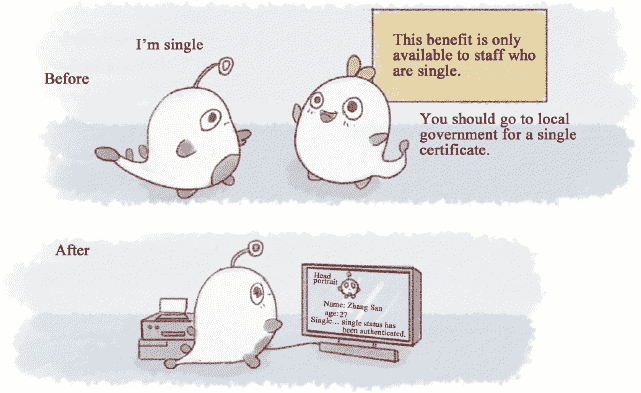 I'm single
Before
This benefit is only
available to staff who
are single.
You should go to local
government for a single
certificate.
After
Head
portrait
Name: Zhang San
age: 27
Single... single status has
been authenticated.